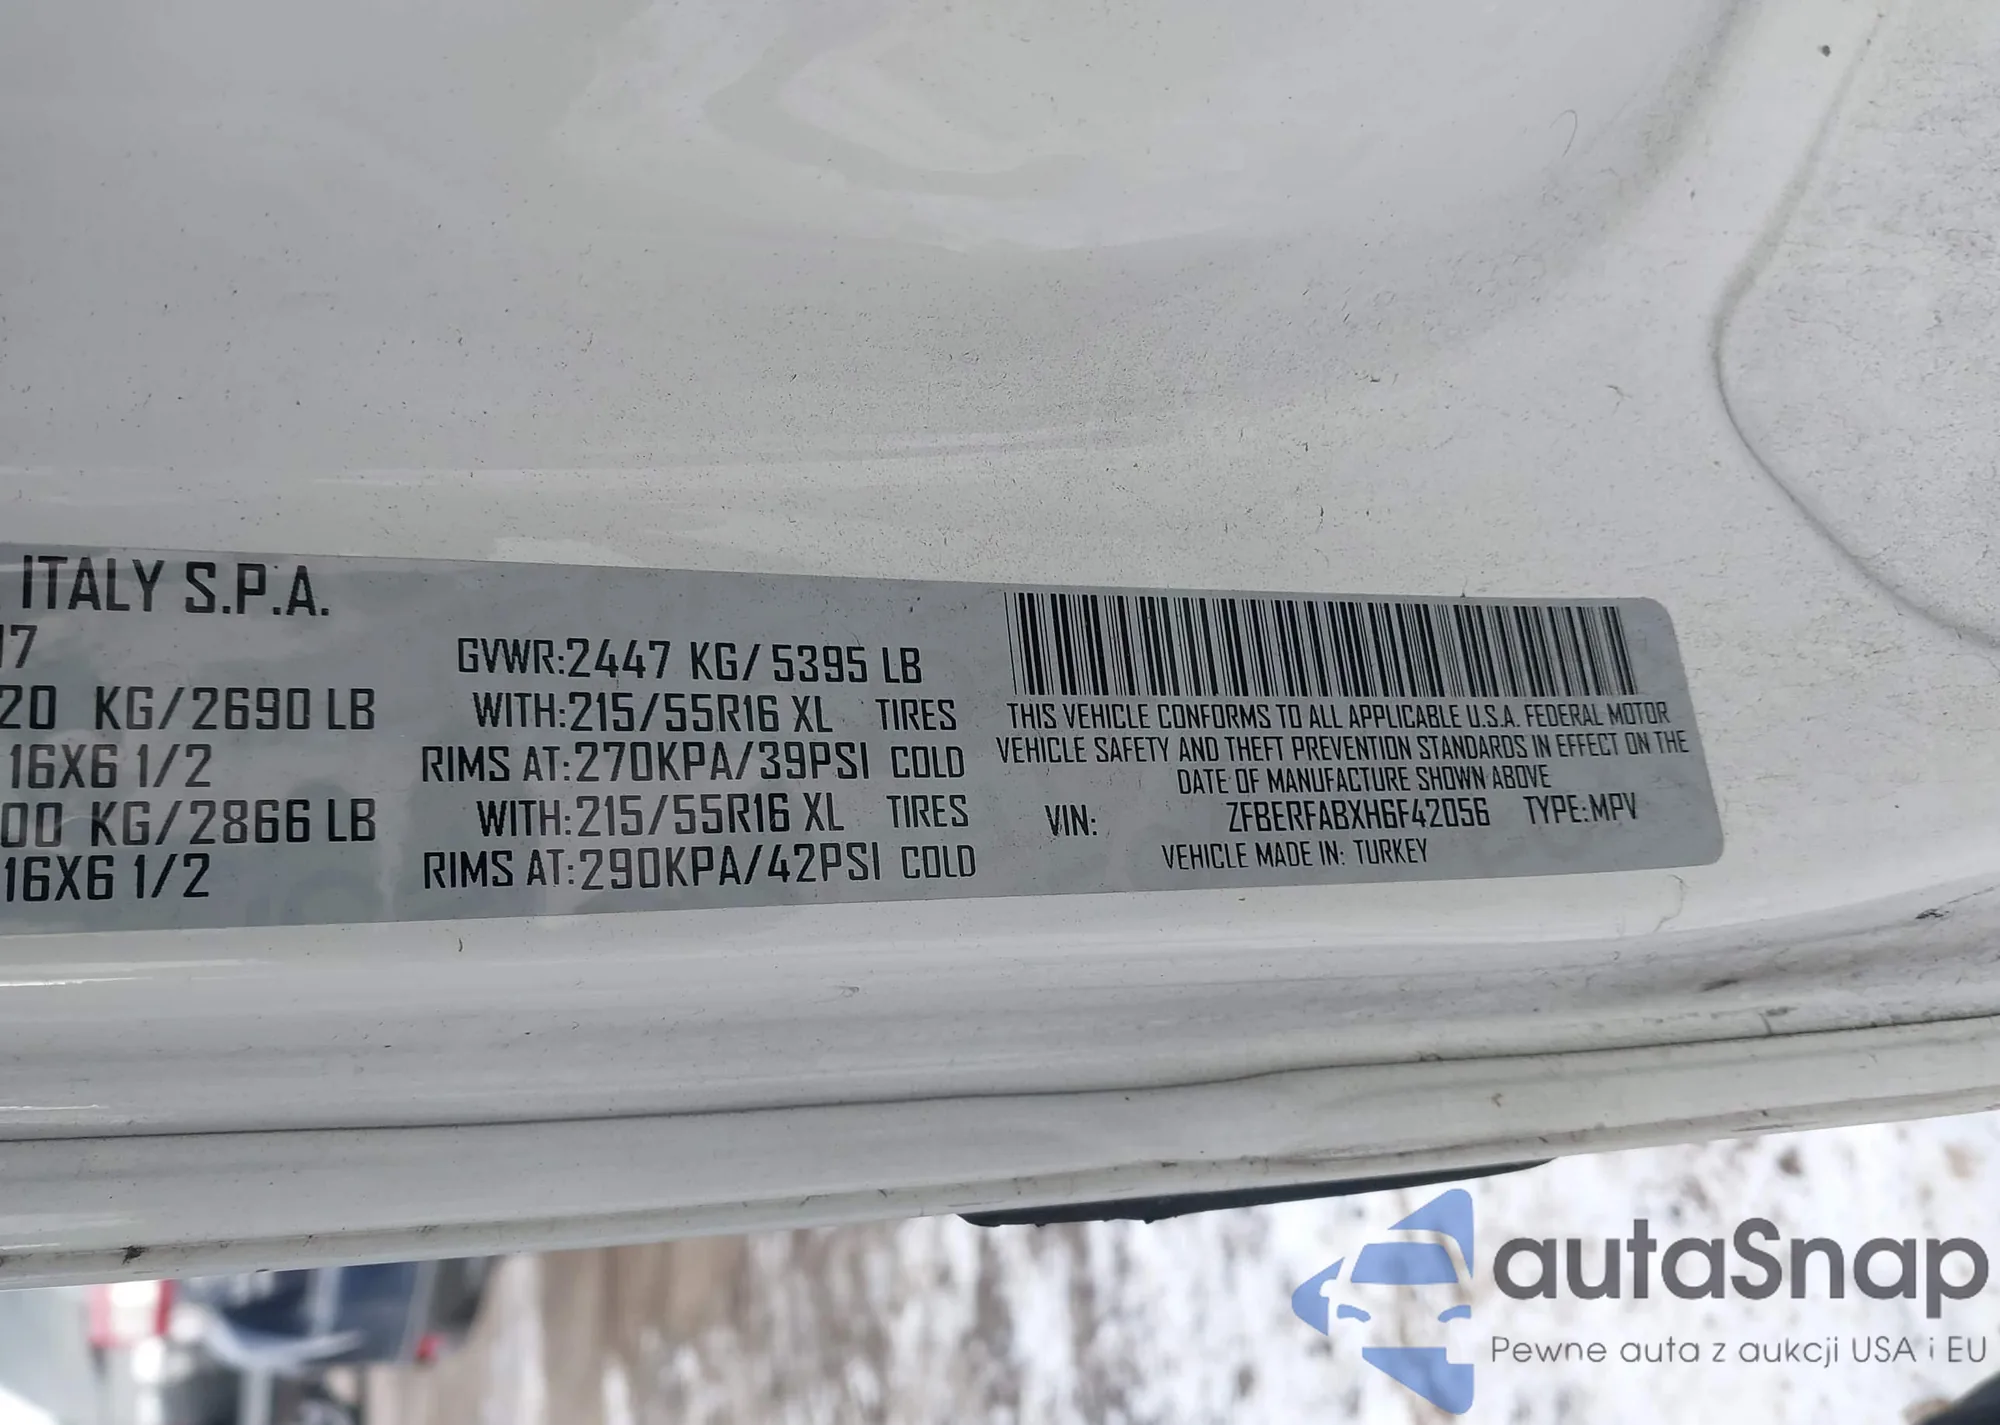 ITALY S.P.A.
17
20 KG/2690 LB
16X6 1/2
00 KG/2866 LB
16X6 1/2
GVWR:2447 KG/5395 LB
WITH:215/55R16 XL TIRES
RIMS AT:270KPA/39PSI COLD
WITH:215/55R16 XL TIRES
RIMS AT:290KPA/42PSI COLD
THIS VEHICLE CONFORMS TO ALL APPLICABLE U.S.A. FEDERAL MOTOR
VEHICLE SAFETY AND THEFT PREVENTION STANDARDS IN EFFECT ON THE
DATE OF MANUFACTURE SHOWN ABOVE
VIN: ZFBERFABXH6F42056 TYPE:MPV
VEHICLE MADE IN: TURKEY
autaSnap
Pewne auta z aukcji USA i EU